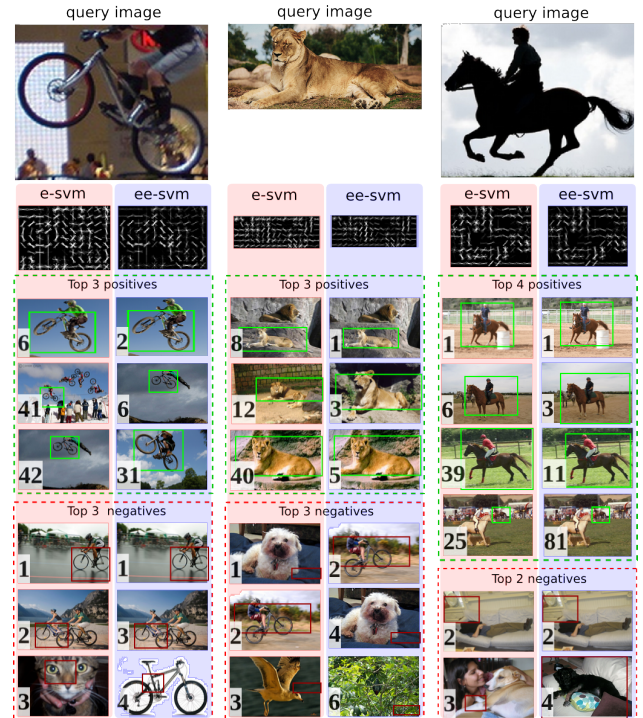 query image query image query image
e-svm ee-svm e-svm ee-svm e-svm ee-svm
Top 3 positives Top 3 positives Top 4 positives
6 2 8 1 1 1
41 6 12 3 6 3
42 31 40 5 39 11
25 81
Top 3 negatives Top 3 negatives
1 1 1 2
Top 2 negatives
2 3 2 4 2 2
3 4 3 6 3 4